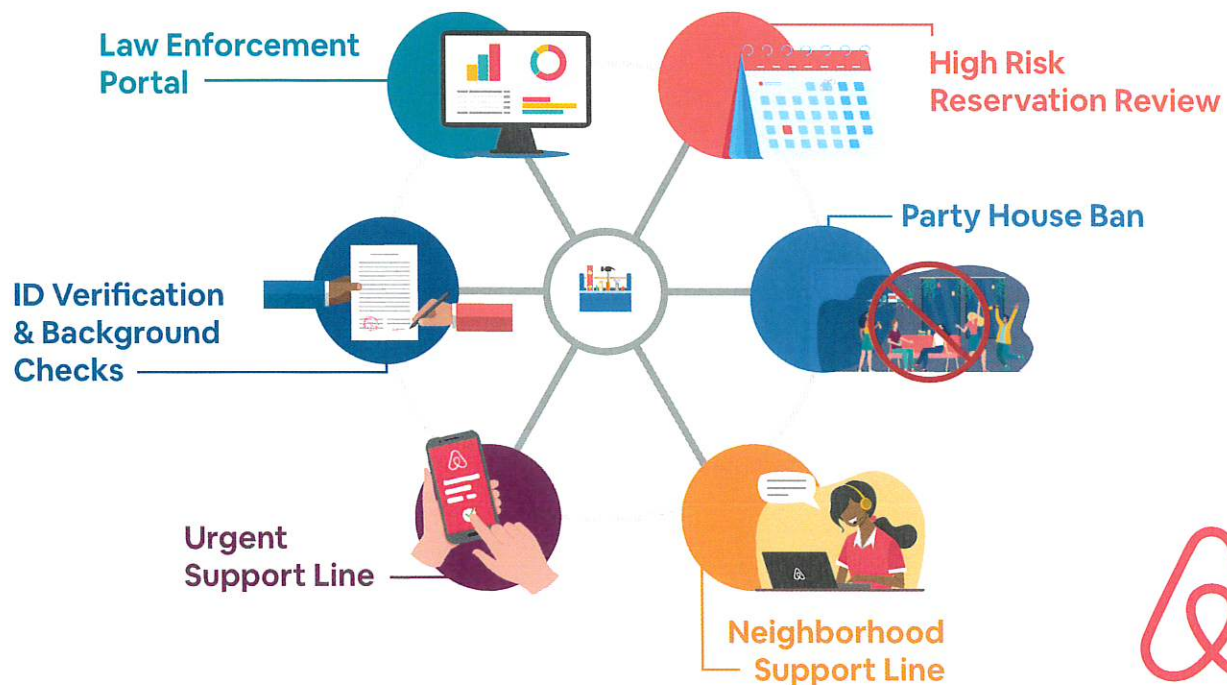 Law Enforcement
Portal
High Risk
Reservation Review
Party House Ban
ID Verification
& Background
Checks
Urgent
Support Line
Neighborhood
Support Line